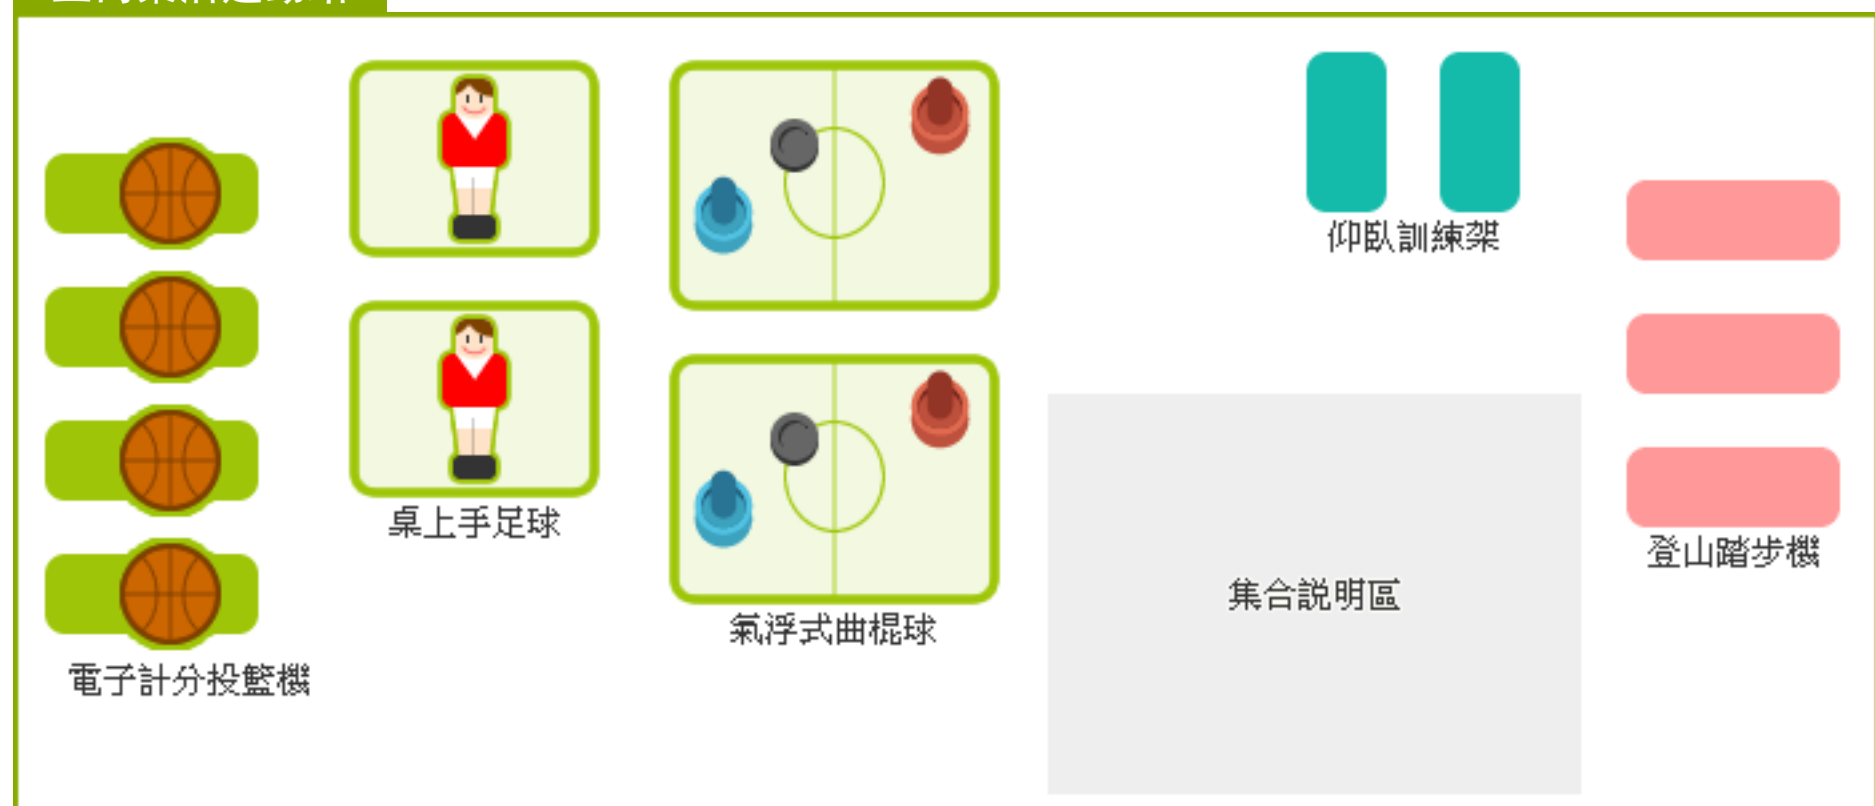 仰臥訓練架
桌上手足球
登山踏步機
集合説明區
氣浮式曲棍球
電子計分投籃機